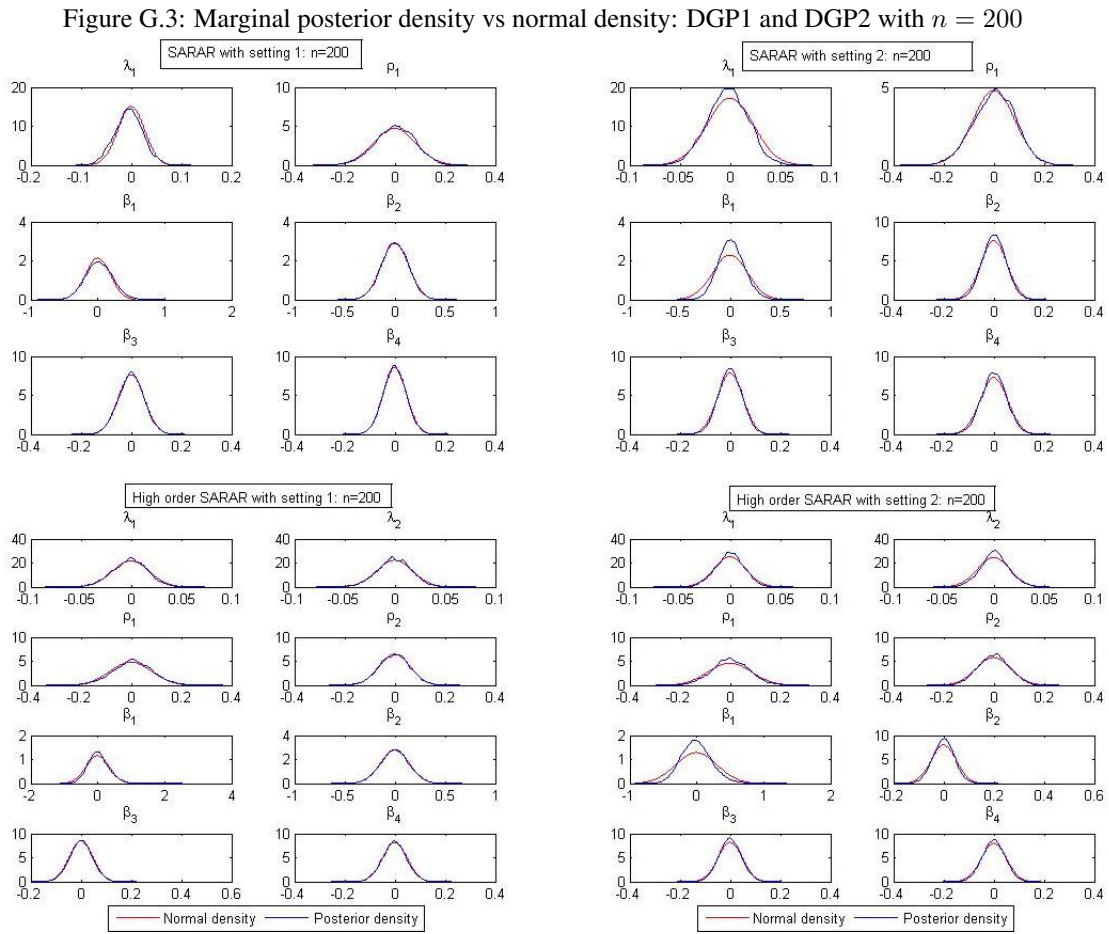 Figure G.3: Marginal posterior density vs normal density: DGP1 and DGP2 with n = 200
SARAR with setting 1: n=200
λ₁
20
10
0
-0.2 -0.1 0 0.1 0.2
ρ₁
10
5
0
-0.4 -0.2 0 0.2 0.4
β₁
4
2
0
-1 0 1 2
β₂
4
2
0
-1 -0.5 0 0.5 1
β₃
10
5
0
-0.4 -0.2 0 0.2 0.4
β₄
10
5
0
-0.4 -0.2 0 0.2 0.4
SARAR with setting 2: n=200
λ₁
20
10
0
-0.1 -0.05 0 0.05 0.1
ρ₁
5
0
-0.4 -0.2 0 0.2 0.4
β₁
4
2
0
-1 -0.5 0 0.5 1
β₂
10
5
0
-0.4 -0.2 0 0.2 0.4
β₃
10
5
0
-0.4 -0.2 0 0.2 0.4
β₄
10
5
0
-0.4 -0.2 0 0.2 0.4
High order SARAR with setting 1: n=200
λ₁
40
20
0
-0.1 -0.05 0 0.05 0.1
λ₂
40
20
0
-0.1 -0.05 0 0.05 0.1
ρ₁
10
5
0
-0.4 -0.2 0 0.2 0.4
ρ₂
10
5
0
-0.4 -0.2 0 0.2 0.4
β₁
2
1
0
-2 0 2 4
β₂
4
2
0
-1 -0.5 0 0.5 1
β₃
10
5
0
-0.2 0 0.2 0.4 0.6
β₄
10
5
0
-0.4 -0.2 0 0.2 0.4
Normal density Posterior density
High order SARAR with setting 2: n=200
λ₁
40
20
0
-0.1 -0.05 0 0.05 0.1
λ₂
40
20
0
-0.1 -0.05 0 0.05 0.1
ρ₁
10
5
0
-0.4 -0.2 0 0.2 0.4
ρ₂
10
5
0
-0.4 -0.2 0 0.2 0.4
β₁
2
1
0
-1 0 1 2
β₂
10
5
0
-0.2 0 0.2 0.4 0.6
β₃
10
5
0
-0.4 -0.2 0 0.2 0.4
β₄
10
5
0
-0.4 -0.2 0 0.2 0.4
Normal density Posterior density